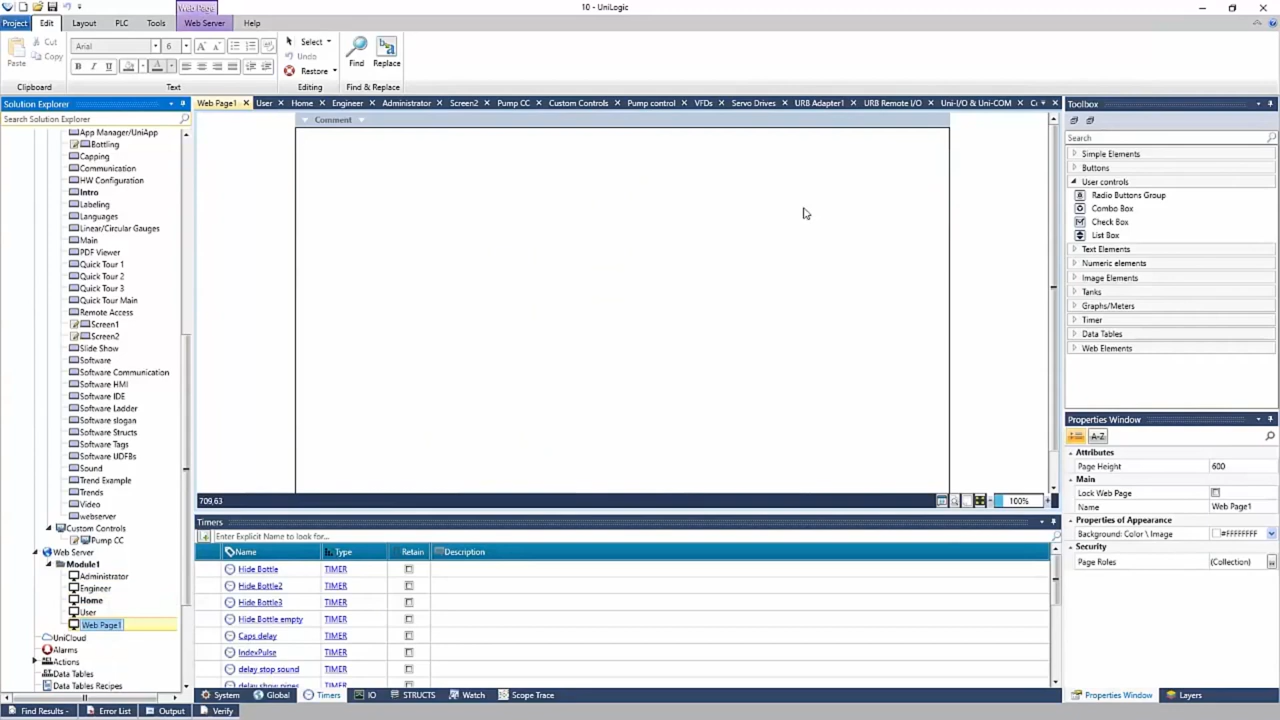 Web Page
10 - UniLogic
Project Edit Layout PLC Tools Web Server Help
Paste Cut Copy
Clipboard
Arial 6
B I U A
Text
Select
Undo
Restore
Editing
Find Replace
Find & Replace
Solution Explorer
Search Solution Explorer
App Manager/UniApp
Bottling
Capping
Communication
HW Configuration
Intro
Labeling
Languages
Linear/Circular Gauges
Main
PDF Viewer
Quick Tour 1
Quick Tour 2
Quick Tour 3
Quick Tour Main
Remote Access
Screen1
Screen2
Slide Show
Software
Software Communication
Software HMI
Software IDE
Software Ladder
Software slogan
Software Structs
Software Tags
Software UDFBs
Sound
Trend Example
Trends
Video
webserver
Custom Controls
Pump CC
Web Server
Module1
Administrator
Engineer
Home
User
Web Page1
UniCloud
Alarms
Actions
Data Tables
Data Tables Recipes
Web Page1 User Home Engineer Administrator Screen2 Pump CC Custom Controls Pump control VFDs Servo Drives URB Adapter1 URB Remote I/O Uni-I/O & Uni-COM
Comment
709,63
100%
Timers
Enter Explicit Name to look for...
Name Type Retain Description
Hide Bottle TIMER
Hide Bottle2 TIMER
Hide Bottle3 TIMER
Hide Bottle empty TIMER
Caps delay TIMER
IndexPulse TIMER
delay stop sound TIMER
System Global Timers IO STRUCTS Watch Scope Trace
Toolbox
Search
Simple Elements
Buttons
User controls
Radio Buttons Group
Combo Box
Check Box
List Box
Text Elements
Numeric elements
Image Elements
Tanks
Graphs/Meters
Timer
Data Tables
Web Elements
Properties Window
A-Z
Attributes
Page Height 600
Main
Lock Web Page
Name Web Page1
Properties of Appearance
Background: Color \ Image #FFFFFFFF
Security
Page Roles (Collection)
Properties Window Layers
Find Results - Error List Output Verify